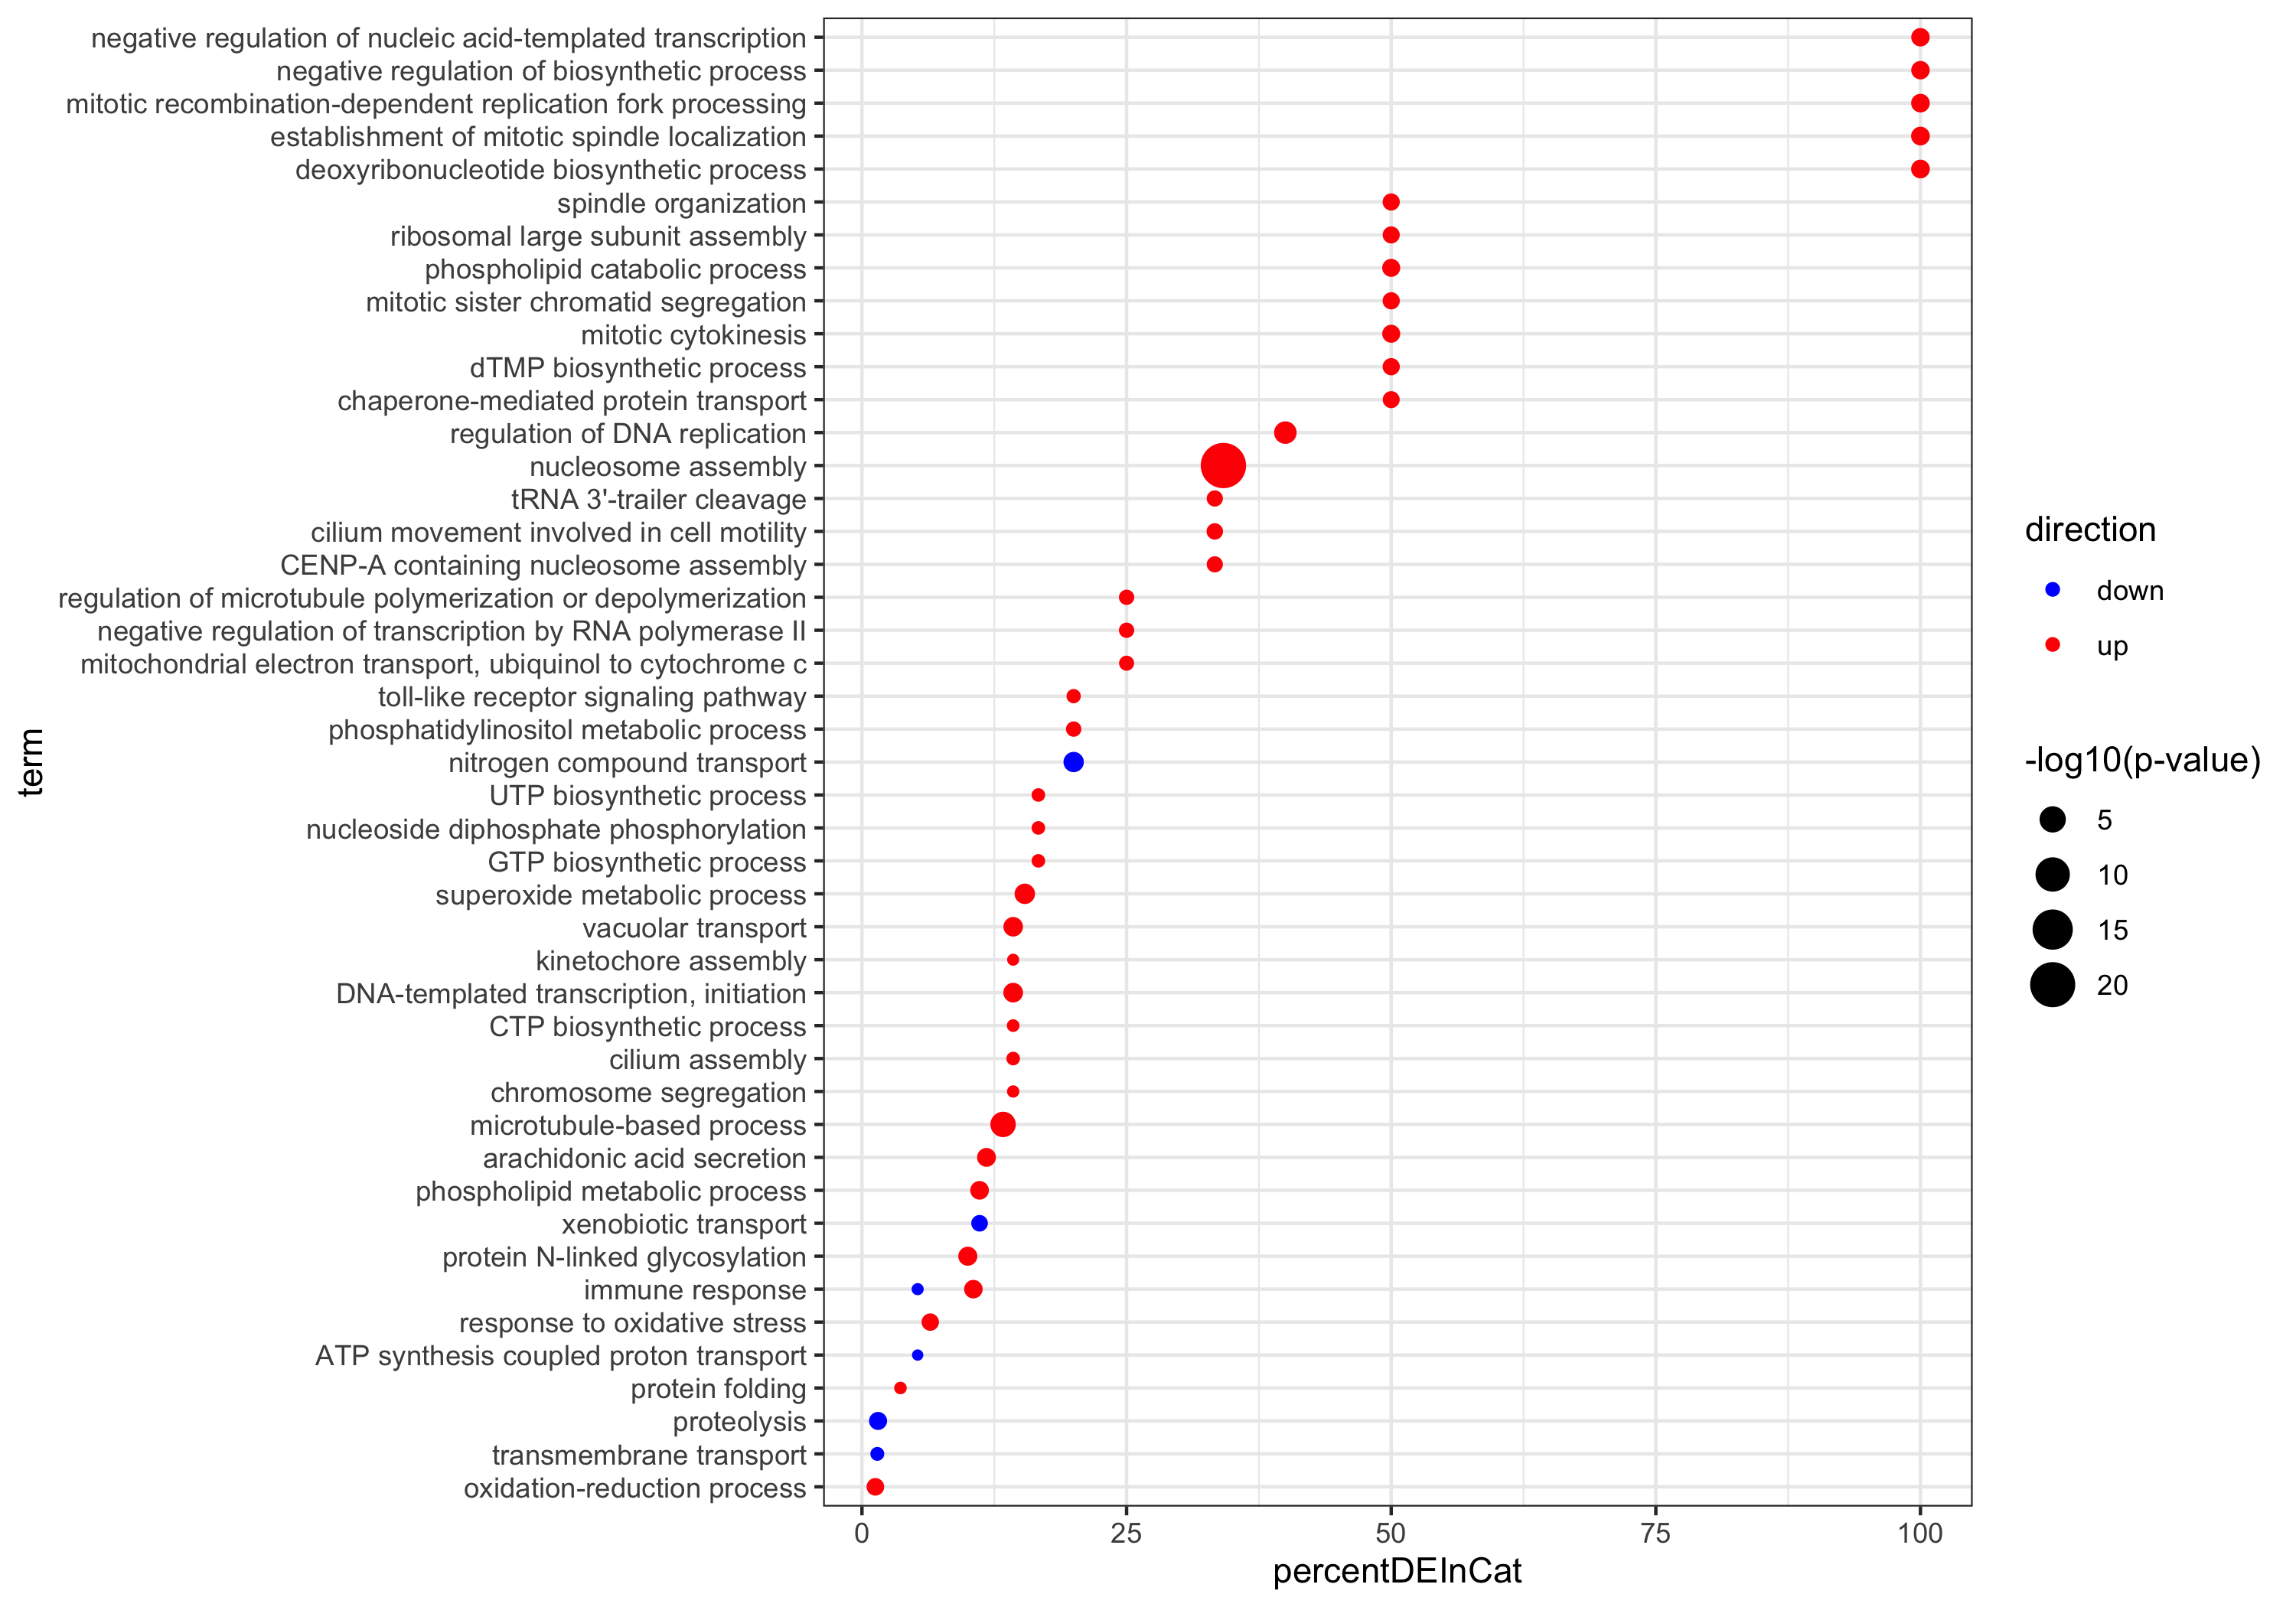 negative regulation of nucleic acid-templated transcription
negative regulation of biosynthetic process
mitotic recombination-dependent replication fork processing
establishment of mitotic spindle localization
deoxyribonucleotide biosynthetic process
spindle organization
ribosomal large subunit assembly
phospholipid catabolic process
mitotic sister chromatid segregation
mitotic cytokinesis
dTMP biosynthetic process
chaperone-mediated protein transport
regulation of DNA replication
nucleosome assembly
tRNA 3'-trailer cleavage
cilium movement involved in cell motility
CENP-A containing nucleosome assembly
regulation of microtubule polymerization or depolymerization
negative regulation of transcription by RNA polymerase II
mitochondrial electron transport, ubiquinol to cytochrome c
toll-like receptor signaling pathway
phosphatidylinositol metabolic process
nitrogen compound transport
UTP biosynthetic process
nucleoside diphosphate phosphorylation
GTP biosynthetic process
superoxide metabolic process
vacuolar transport
kinetochore assembly
DNA-templated transcription, initiation
CTP biosynthetic process
cilium assembly
chromosome segregation
microtubule-based process
arachidonic acid secretion
phospholipid metabolic process
xenobiotic transport
protein N-linked glycosylation
immune response
response to oxidative stress
ATP synthesis coupled proton transport
protein folding
proteolysis
transmembrane transport
oxidation-reduction process
term
0 25 50 75 100
percentDEInCat
direction
down
up
-log10(p-value)
5
10
15
20